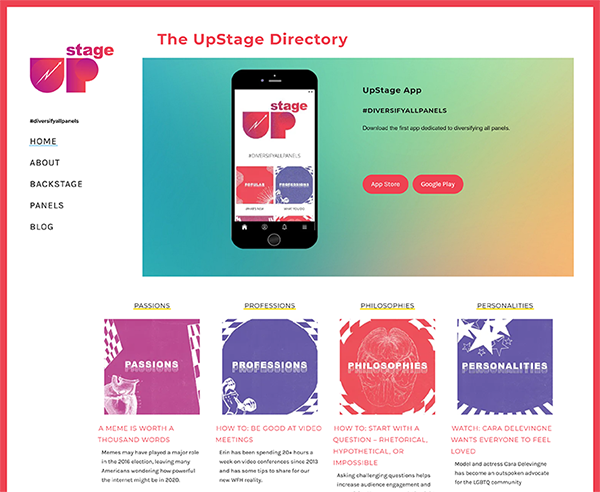 stage
UP
#diversifyallpanels
HOME
ABOUT
BACKSTAGE
PANELS
BLOG
The UpStage Directory
stage
UP
#DIVERSIFYALLPANELS
POPULAR
PROFESSIONS
UpStage App
#DIVERSIFYALLPANELS
Download the first app dedicated to diversifying all panels.
App Store
Google Play
PASSIONS
PROFESSIONS
PHILOSOPHIES
PERSONALITIES
PASSIONS
PROFESSIONS
PHILOSOPHIES
PERSONALITIES
A MEME IS WORTH A
THOUSAND WORDS
Memes may have played a major role
in the 2016 election, leaving many
Americans wondering how powerful
the internet might be in 2020.
HOW TO: BE GOOD AT VIDEO
MEETINGS
Erin has been spending 20+ hours a
week on video conferences since 2013
and has some tips to share for our
new WFH reality.
HOW TO: START WITH A
QUESTION – RHETORICAL,
HYPOTHETICAL, OR
IMPOSSIBLE
Asking challenging questions helps
increase audience engagement and
WATCH: CARA DELEVINGNE
WANTS EVERYONE TO FEEL
LOVED
Model and actress Cara Delevingne
has become an outspoken advocate
for the LGBTQ community